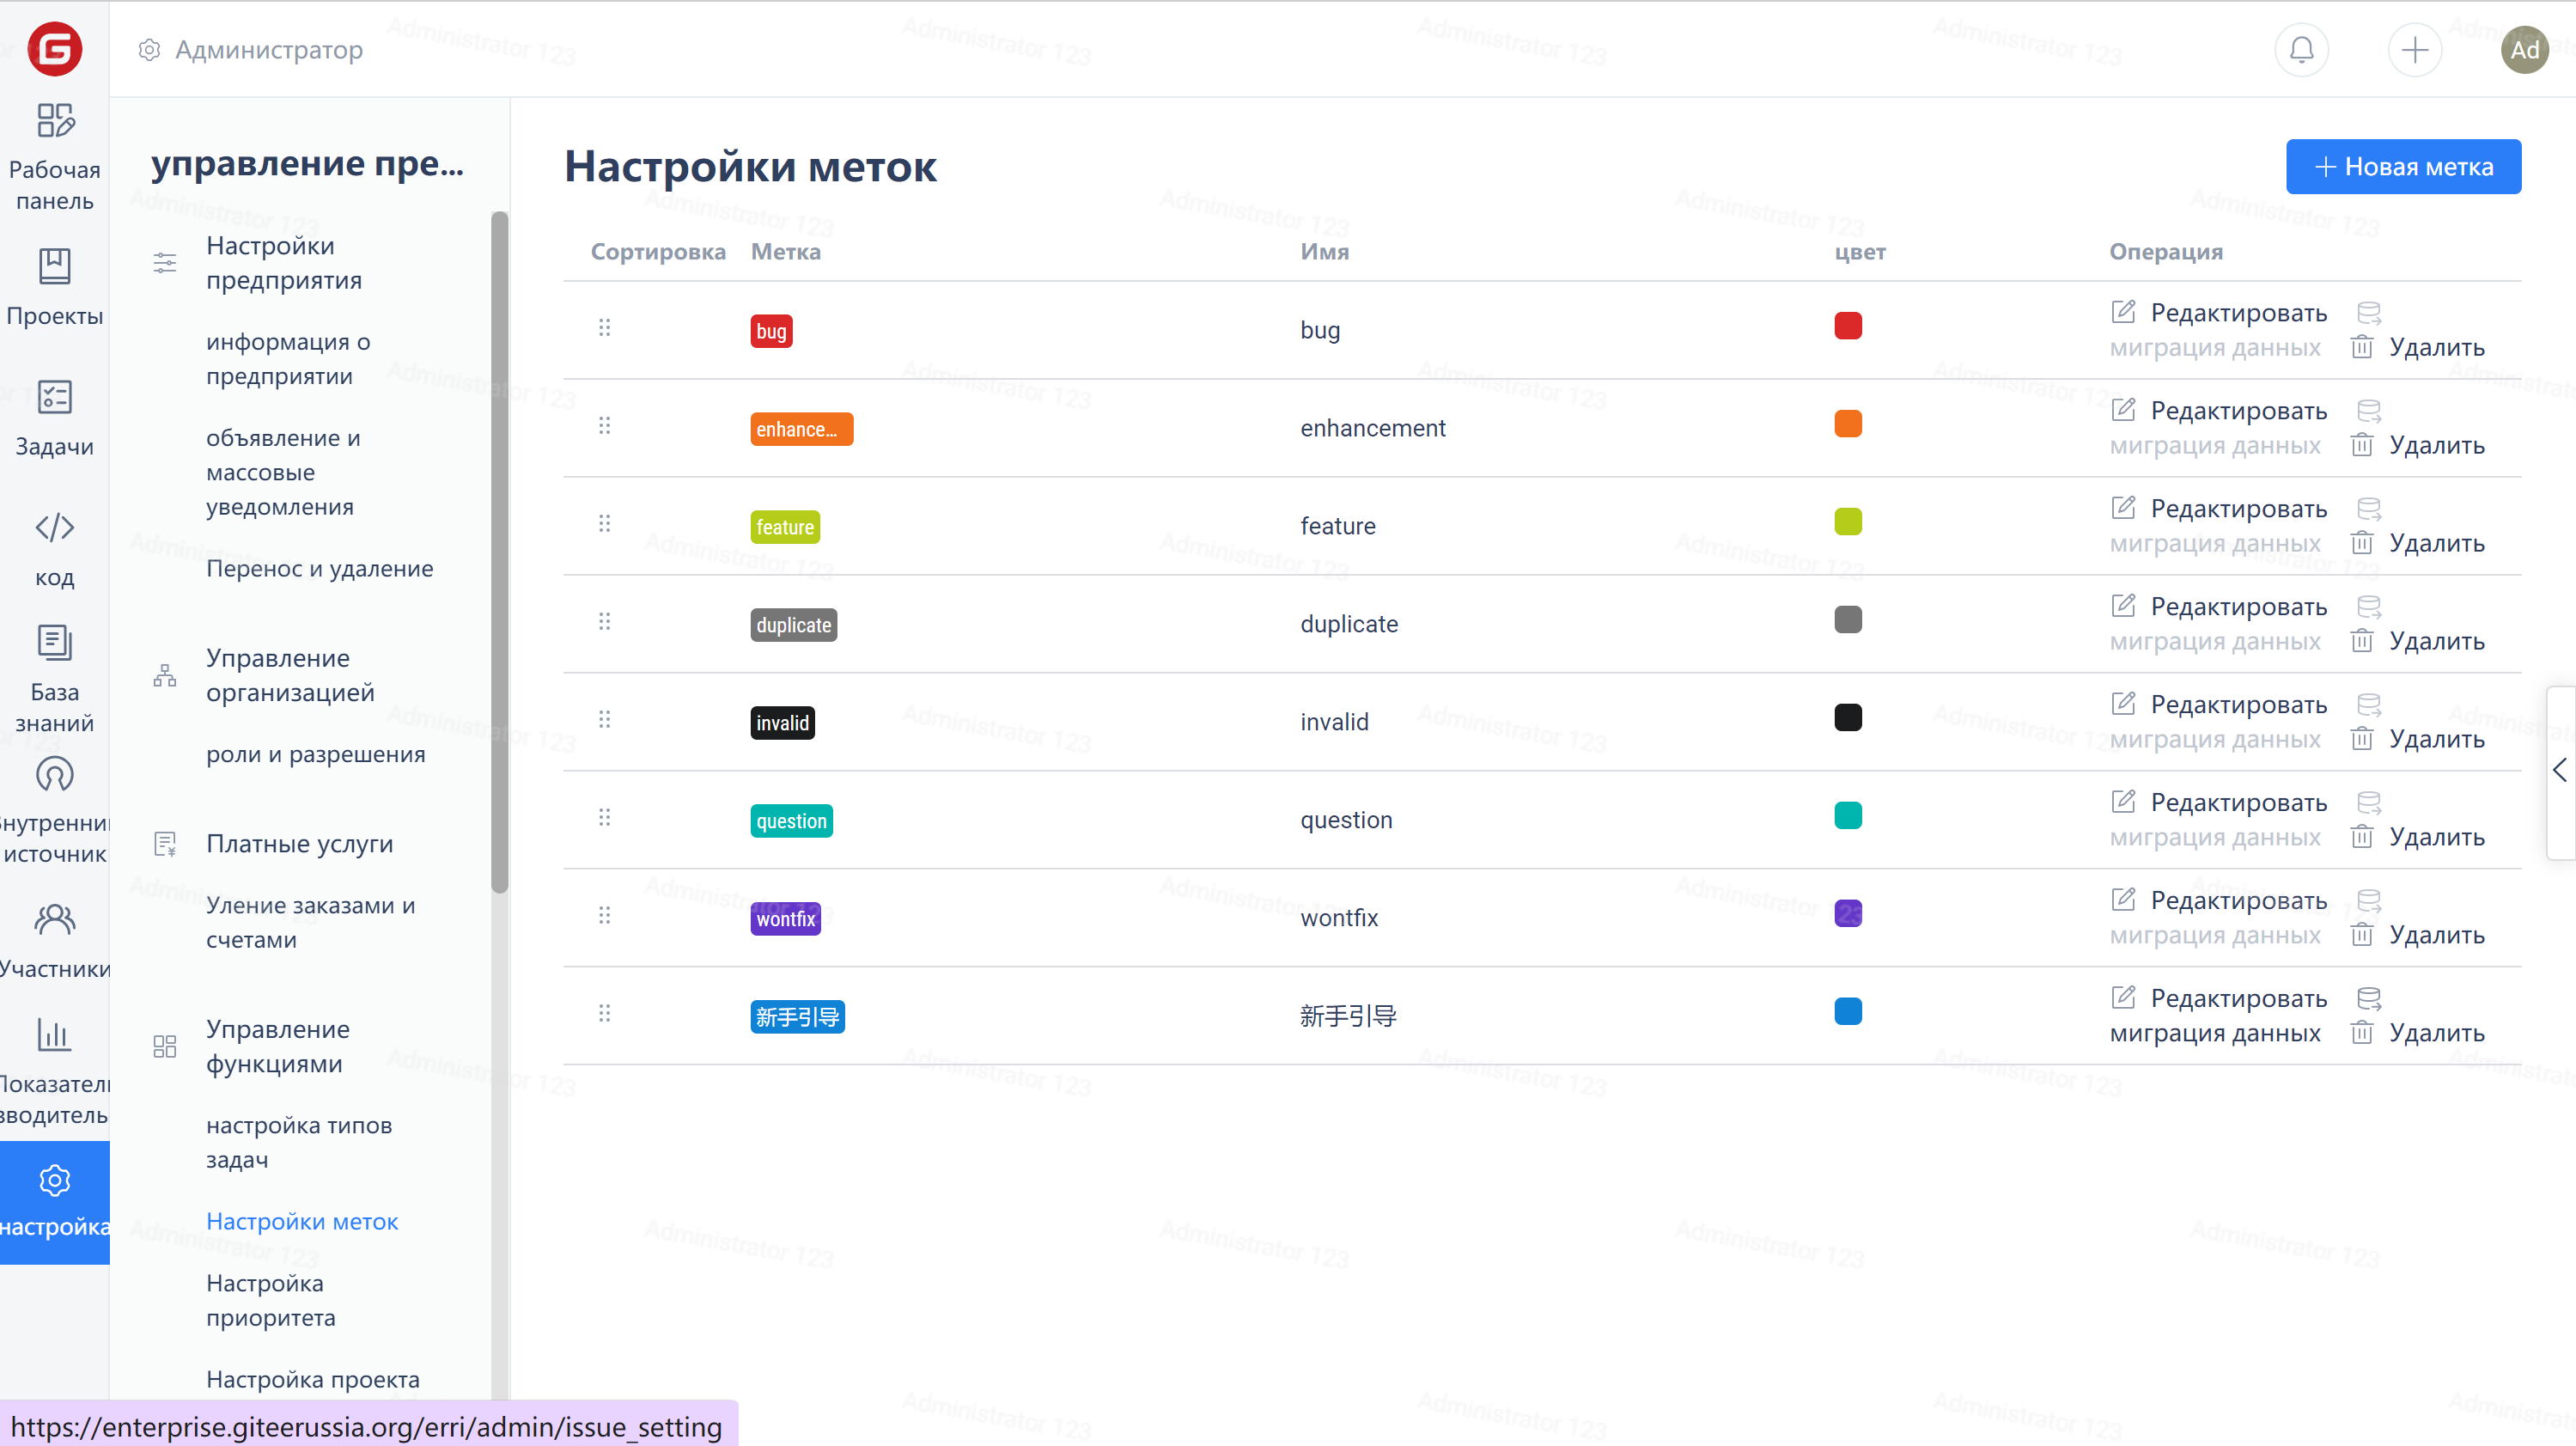 Администратор
Ad
Рабочая
панель
Проекты
Задачи
код
База
знаний
источник
Участники
настройка
управление пре...
Настройки
предприятия
информация о
предприятии
объявление и
массовые
уведомления
Перенос и удаление
Управление
организацией
роли и разрешения
Платные услуги
Уление заказами и
счетами
Управление
функциями
настройка типов
задач
Настройки меток
Настройка
приоритета
Настройка проекта
Настройки меток
Новая метка
Сортировка Метка Имя цвет Операция
bug bug Редактировать
миграция данных Удалить
enhance... enhancement Редактировать
миграция данных Удалить
feature feature Редактировать
миграция данных Удалить
duplicate duplicate Редактировать
миграция данных Удалить
invalid invalid Редактировать
миграция данных Удалить
question question Редактировать
миграция данных Удалить
wontfix wontfix Редактировать
миграция данных Удалить
新手引导 新手引导 Редактировать
миграция данных Удалить
https://enterprise.giteerussia.org/erri/admin/issue_setting
Administrator 123